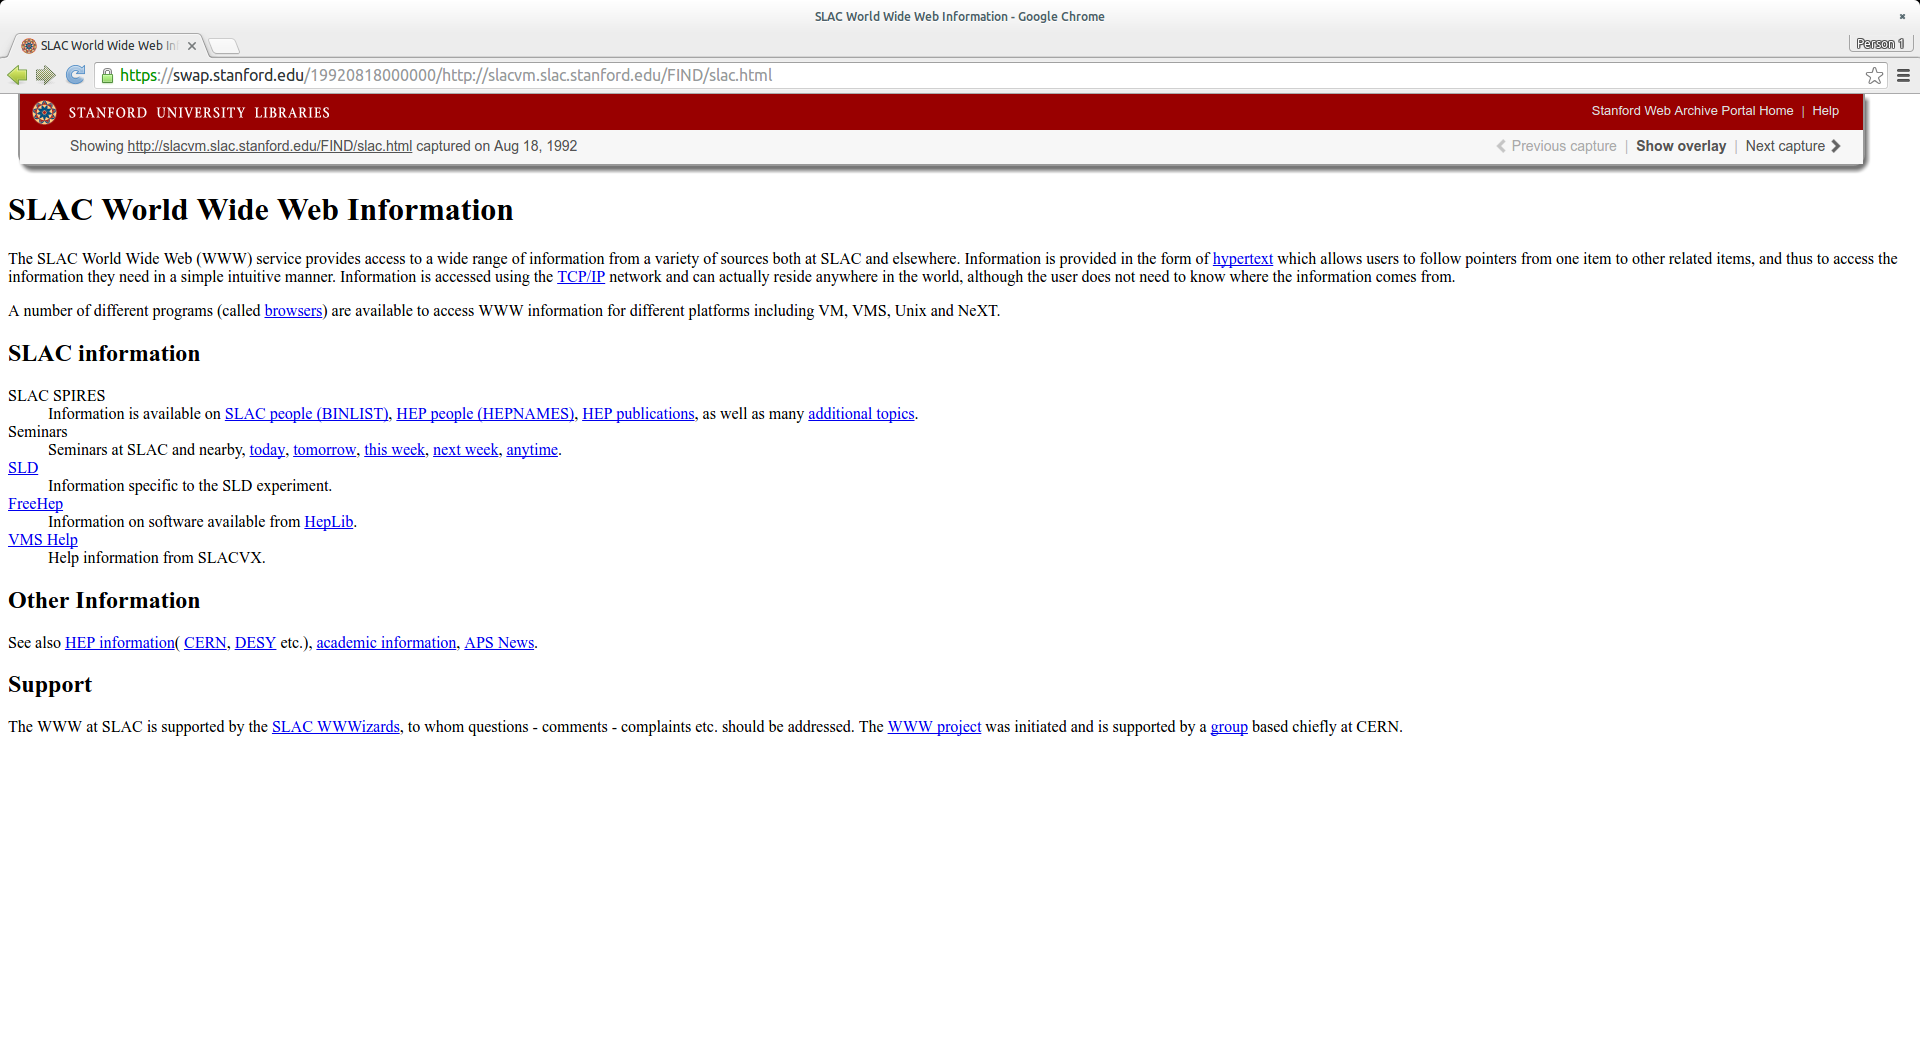 SLAC World Wide Web Information - Google Chrome
SLAC World Wide Web In
Person 1
https://swap.stanford.edu/19920818000000/http://slacvm.slac.stanford.edu/FIND/slac.html
STANFORD UNIVERSITY LIBRARIES
Stanford Web Archive Portal Home | Help
Showing http://slacvm.slac.stanford.edu/FIND/slac.html captured on Aug 18, 1992
Previous capture | Show overlay | Next capture
SLAC World Wide Web Information
The SLAC World Wide Web (WWW) service provides access to a wide range of information from a variety of sources both at SLAC and elsewhere. Information is provided in the form of hypertext which allows users to follow pointers from one item to other related items, and thus to access the
information they need in a simple intuitive manner. Information is accessed using the TCP/IP network and can actually reside anywhere in the world, although the user does not need to know where the information comes from.
A number of different programs (called browsers) are available to access WWW information for different platforms including VM, VMS, Unix and NeXT.
SLAC information
SLAC SPIRES
Information is available on SLAC people (BINLIST), HEP people (HEPNAMES), HEP publications, as well as many additional topics.
Seminars
Seminars at SLAC and nearby, today, tomorrow, this week, next week, anytime.
SLD
Information specific to the SLD experiment.
FreeHep
Information on software available from HepLib.
VMS Help
Help information from SLACVX.
Other Information
See also HEP information( CERN, DESY etc.), academic information, APS News.
Support
The WWW at SLAC is supported by the SLAC WWWizards, to whom questions - comments - complaints etc. should be addressed. The WWW project was initiated and is supported by a group based chiefly at CERN.